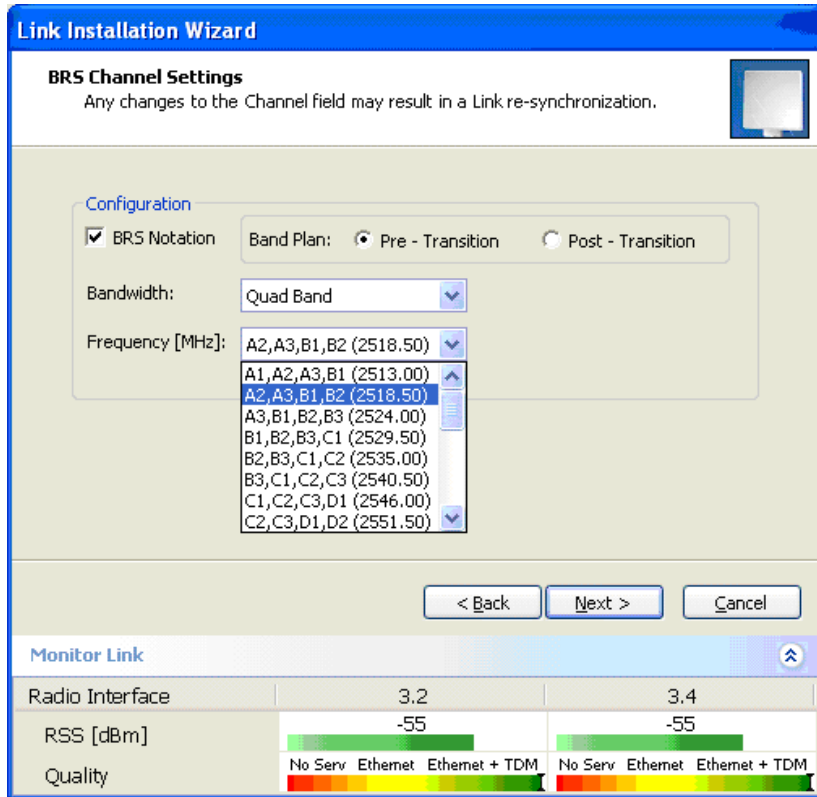 Link Installation Wizard
BRS Channel Settings
Any changes to the Channel field may result in a Link re-synchronization.
Configuration
BRS Notation Band Plan: Pre - Transition Post - Transition
Bandwidth: Quad Band
Frequency [MHz]: A2,A3,B1,B2 (2518.50)
A1,A2,A3,B1 (2513.00)
A2,A3,B1,B2 (2518.50)
A3,B1,B2,B3 (2524.00)
B1,B2,B3,C1 (2529.50)
B2,B3,C1,C2 (2535.00)
B3,C1,C2,C3 (2540.50)
C1,C2,C3,D1 (2546.00)
C2,C3,D1,D2 (2551.50)
< Back Next > Cancel
Monitor Link
Radio Interface 3.2 3.4
RSS [dBm] -55 -55
Quality No Serv Ethernet Ethernet + TDM No Serv Ethernet Ethernet + TDM